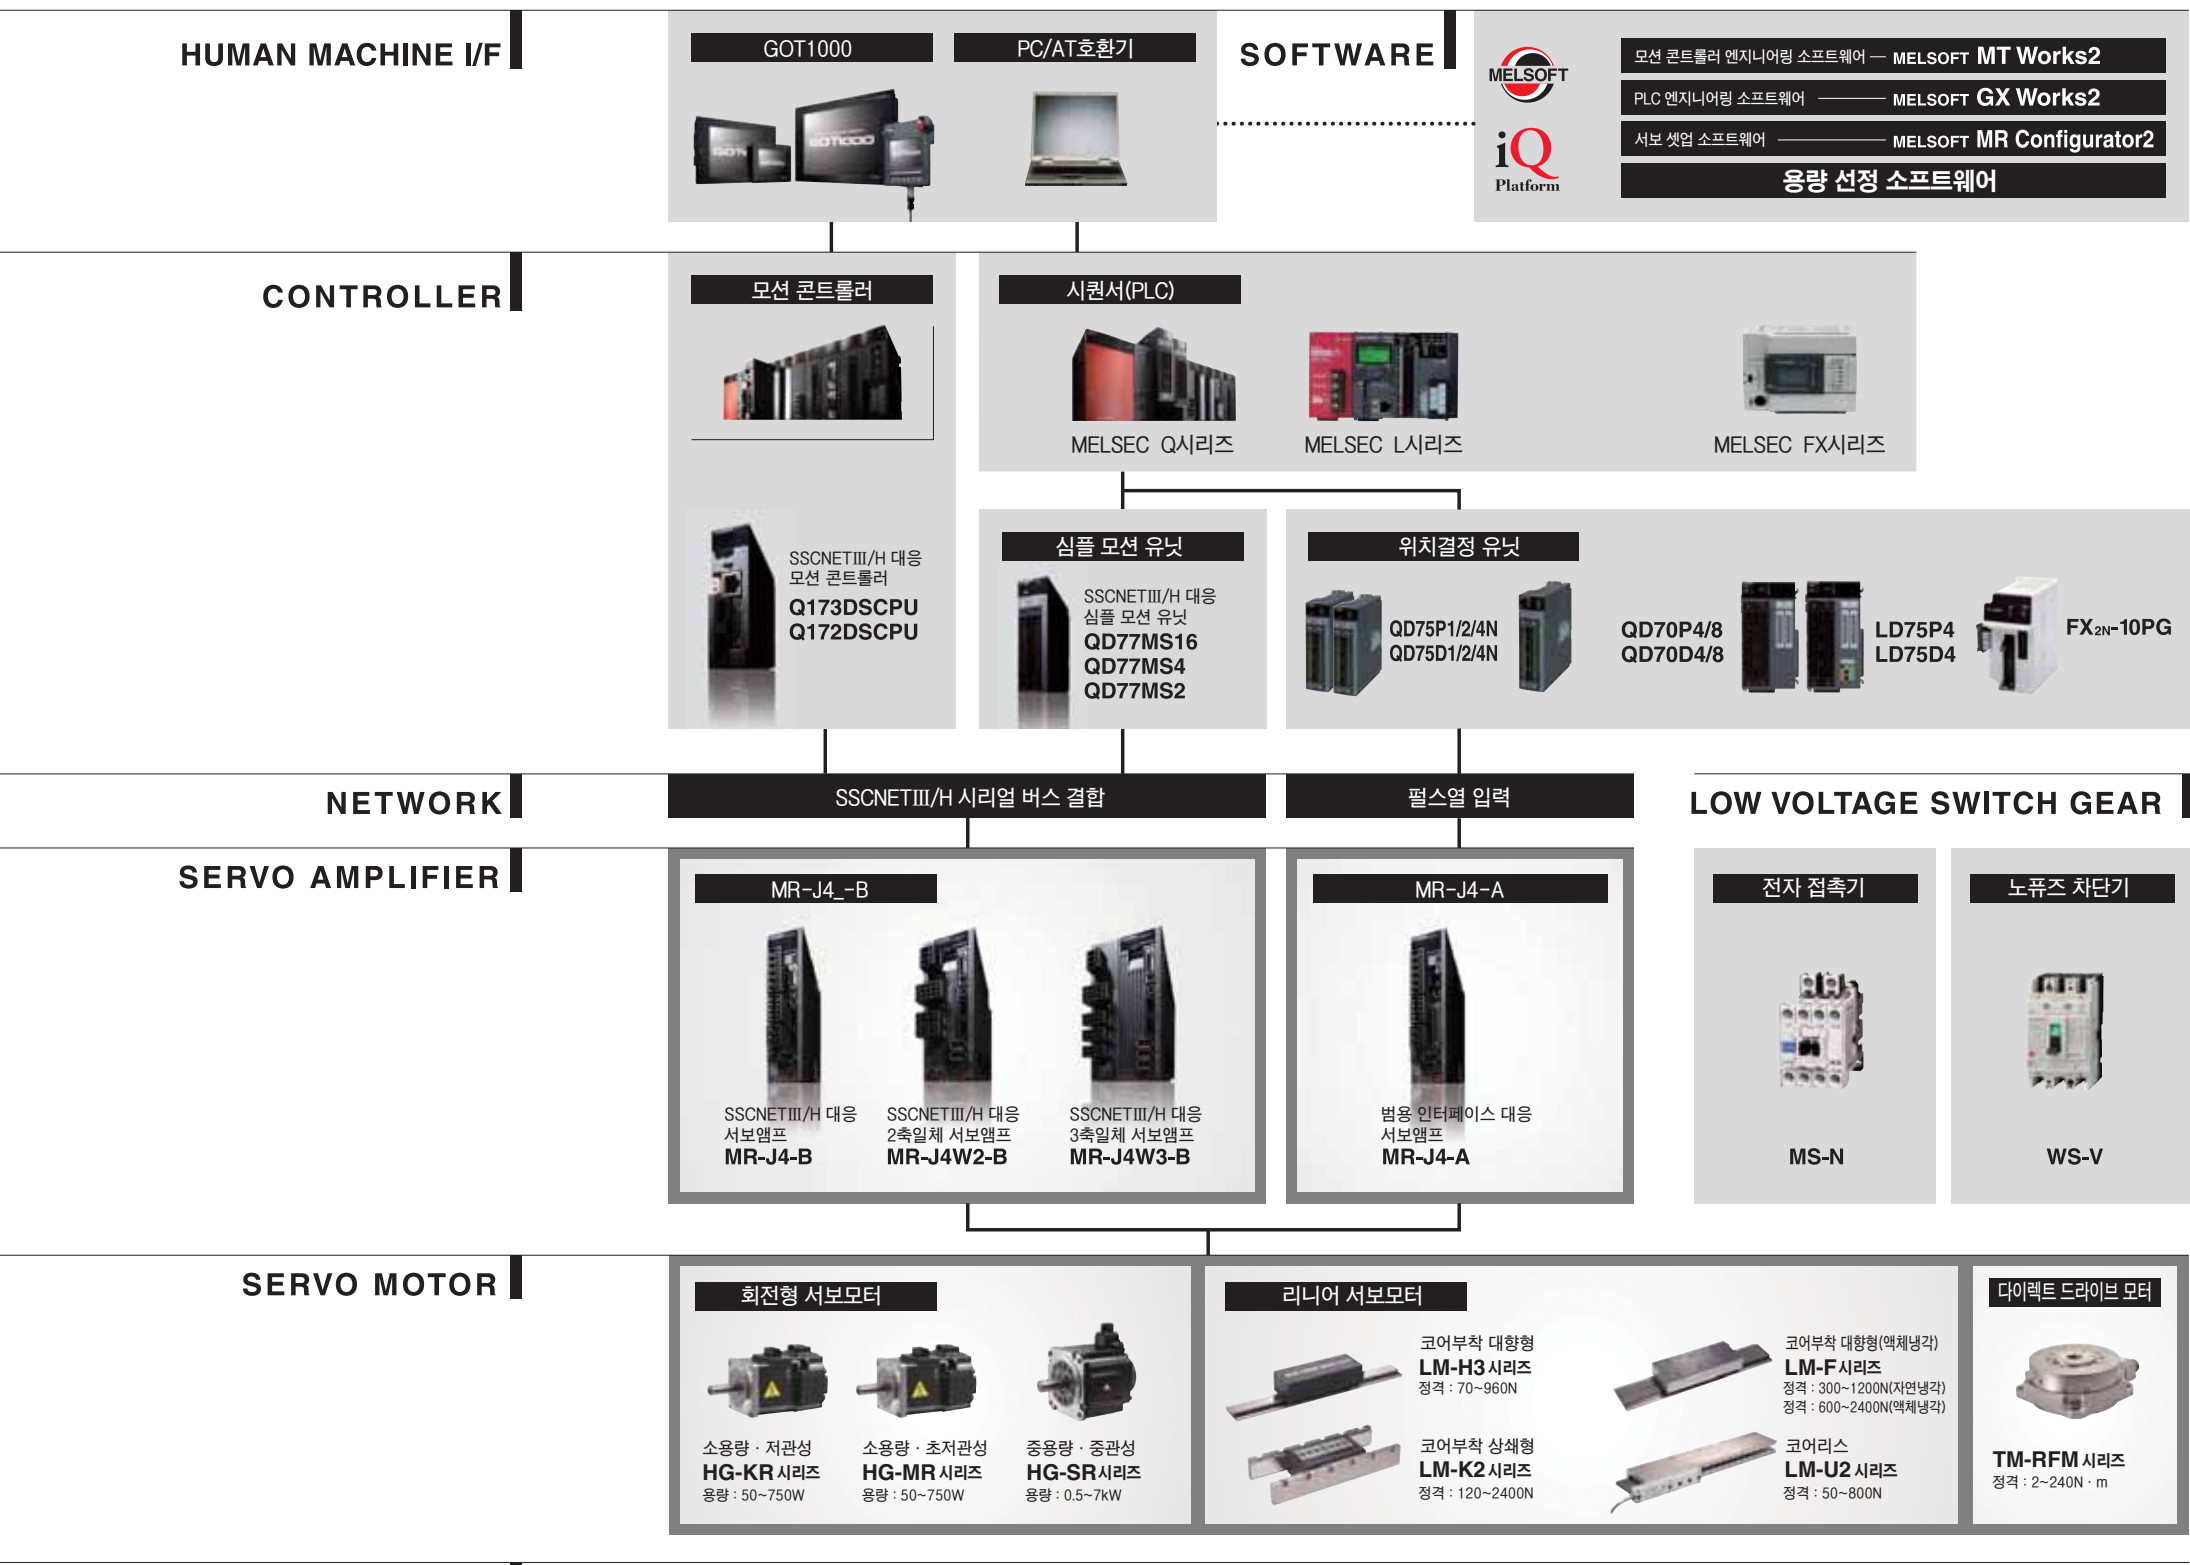 HUMAN MACHINE I/F
GOT1000
PC/AT호환기
SOFTWARE
MELSOFT
iQ
Platform
모션 콘트롤러 엔지니어링 소프트웨어 — MELSOFT MT Works2
PLC 엔지니어링 소프트웨어 — MELSOFT GX Works2
서보 셋업 소프트웨어 — MELSOFT MR Configurator2
용량 선정 소프트웨어
CONTROLLER
모션 콘트롤러
시퀀서(PLC)
MELSEC Q시리즈
MELSEC L시리즈
MELSEC FX시리즈
SSCNETⅢ/H 대응
모션 콘트롤러
Q173DSCPU
Q172DSCPU
심플 모션 유닛
SSCNETⅢ/H 대응
심플 모션 유닛
QD77MS16
QD77MS4
QD77MS2
위치결정 유닛
QD75P1/2/4N
QD75D1/2/4N
QD70P4/8
QD70D4/8
LD75P4
LD75D4
FX2N-10PG
NETWORK
SSCNETⅢ/H 시리얼 버스 결합
펄스열 입력
LOW VOLTAGE SWITCH GEAR
SERVO AMPLIFIER
MR-J4_-B
SSCNETⅢ/H 대응
서보앰프
MR-J4-B
SSCNETⅢ/H 대응
2축일체 서보앰프
MR-J4W2-B
SSCNETⅢ/H 대응
3축일체 서보앰프
MR-J4W3-B
MR-J4-A
범용 인터페이스 대응
서보앰프
MR-J4-A
전자 접촉기
MS-N
노퓨즈 차단기
WS-V
SERVO MOTOR
회전형 서보모터
소용량 · 저관성
HG-KR 시리즈
용량 : 50~750W
소용량 · 초저관성
HG-MR 시리즈
용량 : 50~750W
중용량 · 중관성
HG-SR 시리즈
용량 : 0.5~7kW
리니어 서보모터
코어부착 대향형
LM-H3 시리즈
정격 : 70~960N
코어부착 대향형(액체냉각)
LM-F 시리즈
정격 : 300~1200N(자연냉각)
정격 : 600~2400N(액체냉각)
코어부착 상쇄형
LM-K2 시리즈
정격 : 120~2400N
코어리스
LM-U2 시리즈
정격 : 50~800N
다이렉트 드라이브 모터
TM-RFM 시리즈
정격 : 2~240N · m